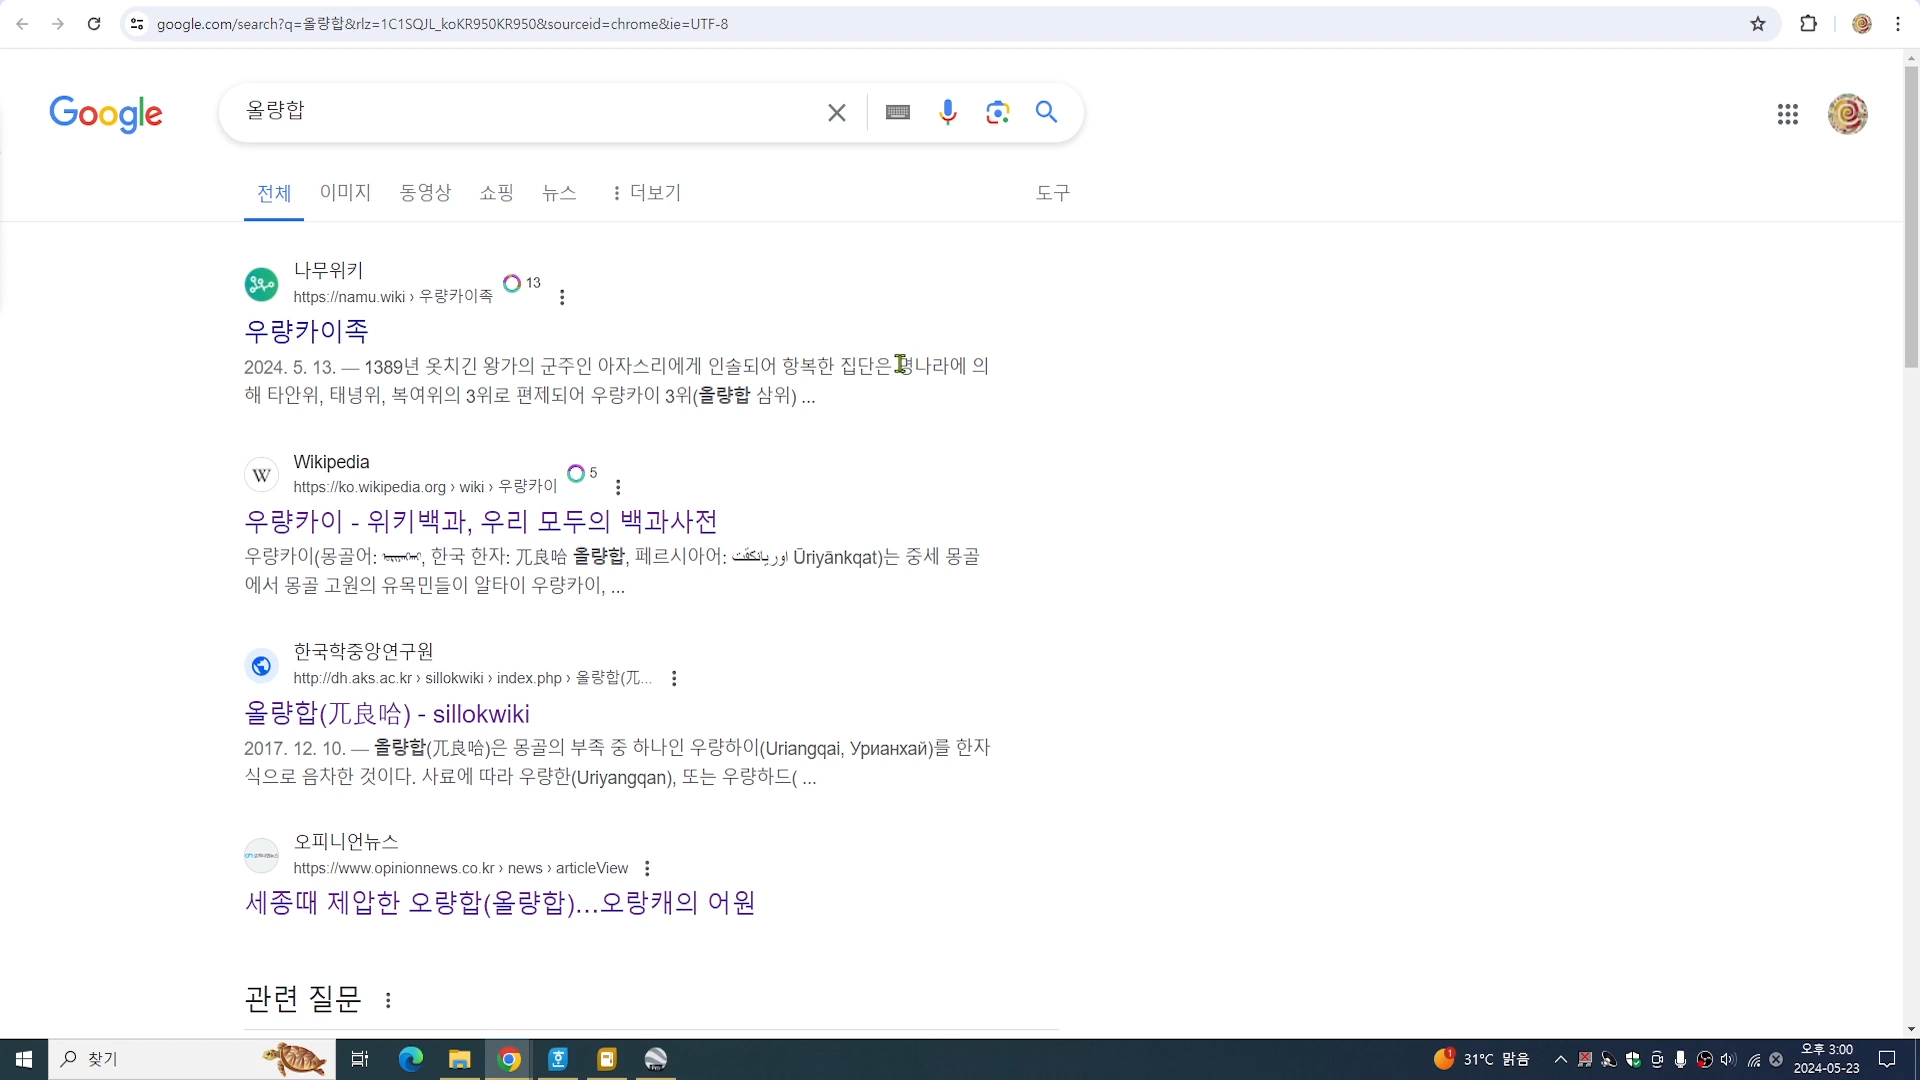 google.com/search?q=올량합&rlz=1C1SQJL_koKR950KR950&sourceid=chrome&ie=UTF-8
Google
올량합
전체 이미지 동영상 쇼핑 뉴스 더보기 도구
나무위키
https://namu.wiki › 우량카이족
13
우량카이족
2024. 5. 13. — 1389년 옷치긴 왕가의 군주인 아자스리에게 인솔되어 항복한 집단은 명나라에 의
해 타안위, 태녕위, 복여위의 3위로 편제되어 우량카이 3위(올량합 삼위) ...
Wikipedia
https://ko.wikipedia.org › wiki › 우량카이
5
우량카이 - 위키백과, 우리 모두의 백과사전
우량카이(몽골어: , 한국 한자: 兀良哈 올량합, 페르시아어: اوریانکقت Ūriyānkqat)는 중세 몽골
에서 몽골 고원의 유목민들이 알타이 우량카이, ...
한국학중앙연구원
http://dh.aks.ac.kr › sillokwiki › index.php › 올량합(兀...
올량합(兀良哈) - sillokwiki
2017. 12. 10. — 올량합(兀良哈)은 몽골의 부족 중 하나인 우량하이(Uriangqai, Урианхай)를 한자
식으로 음차한 것이다. 사료에 따라 우량한(Uriyangqan), 또는 우량하드( ...
오피니언뉴스
https://www.opinionnews.co.kr › news › articleView
세종때 제압한 오량합(올량합)...오랑캐의 어원
관련 질문
찾기
31°C 맑음
오후 3:00
2024-05-23